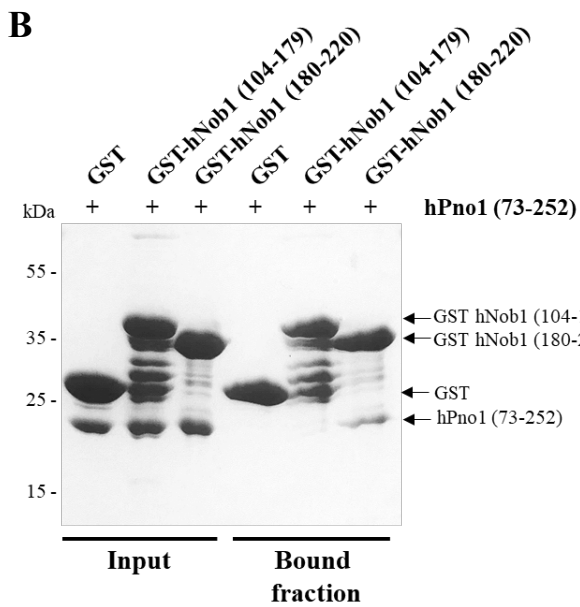 B
GST
GST-hNob1 (104-179)
GST-hNob1 (180-220)
GST
GST-hNob1 (104-179)
GST-hNob1 (180-220)
kDa
+ + + + + +
hPno1 (73-252)
55 -
35 -
25 -
15 -
GST hNob1 (104-1
GST hNob1 (180-2
GST
hPno1 (73-252)
Input
Bound
fraction